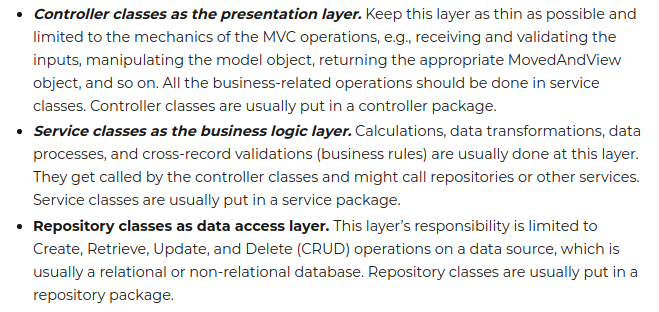 • Controller classes as the presentation layer. Keep this layer as thin as possible and
limited to the mechanics of the MVC operations, e.g., receiving and validating the
inputs, manipulating the model object, returning the appropriate MovedAndView
object, and so on. All the business-related operations should be done in service
classes. Controller classes are usually put in a controller package.
• Service classes as the business logic layer. Calculations, data transformations, data
processes, and cross-record validations (business rules) are usually done at this layer.
They get called by the controller classes and might call repositories or other services.
Service classes are usually put in a service package.
• Repository classes as data access layer. This layer’s responsibility is limited to
Create, Retrieve, Update, and Delete (CRUD) operations on a data source, which is
usually a relational or non-relational database. Repository classes are usually put in a
repository package.